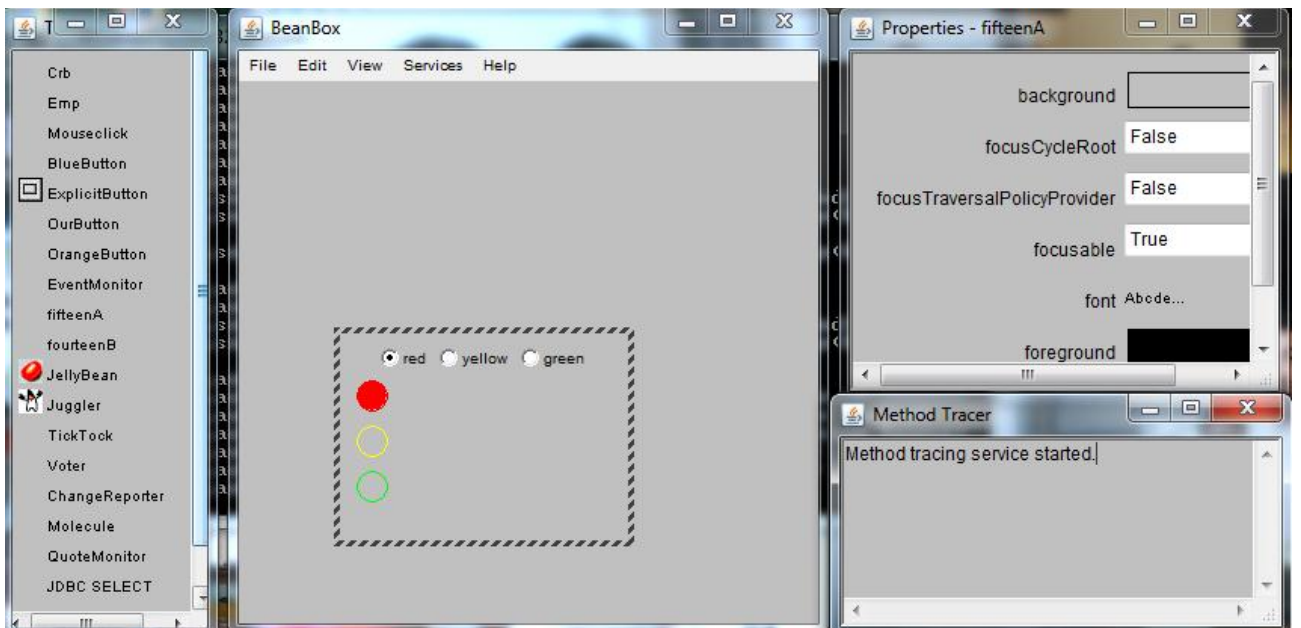 T
Crb
Emp
Mouseclick
BlueButton
ExplicitButton
OurButton
OrangeButton
EventMonitor
fifteenA
fourteenB
JellyBean
Juggler
TickTock
Voter
ChangeReporter
Molecule
QuoteMonitor
JDBC SELECT
BeanBox
File Edit View Services Help
red yellow green
Properties - fifteenA
background
focusCycleRoot False
focusTraversalPolicyProvider False
focusable True
font Abcde...
foreground
Method Tracer
Method tracing service started.